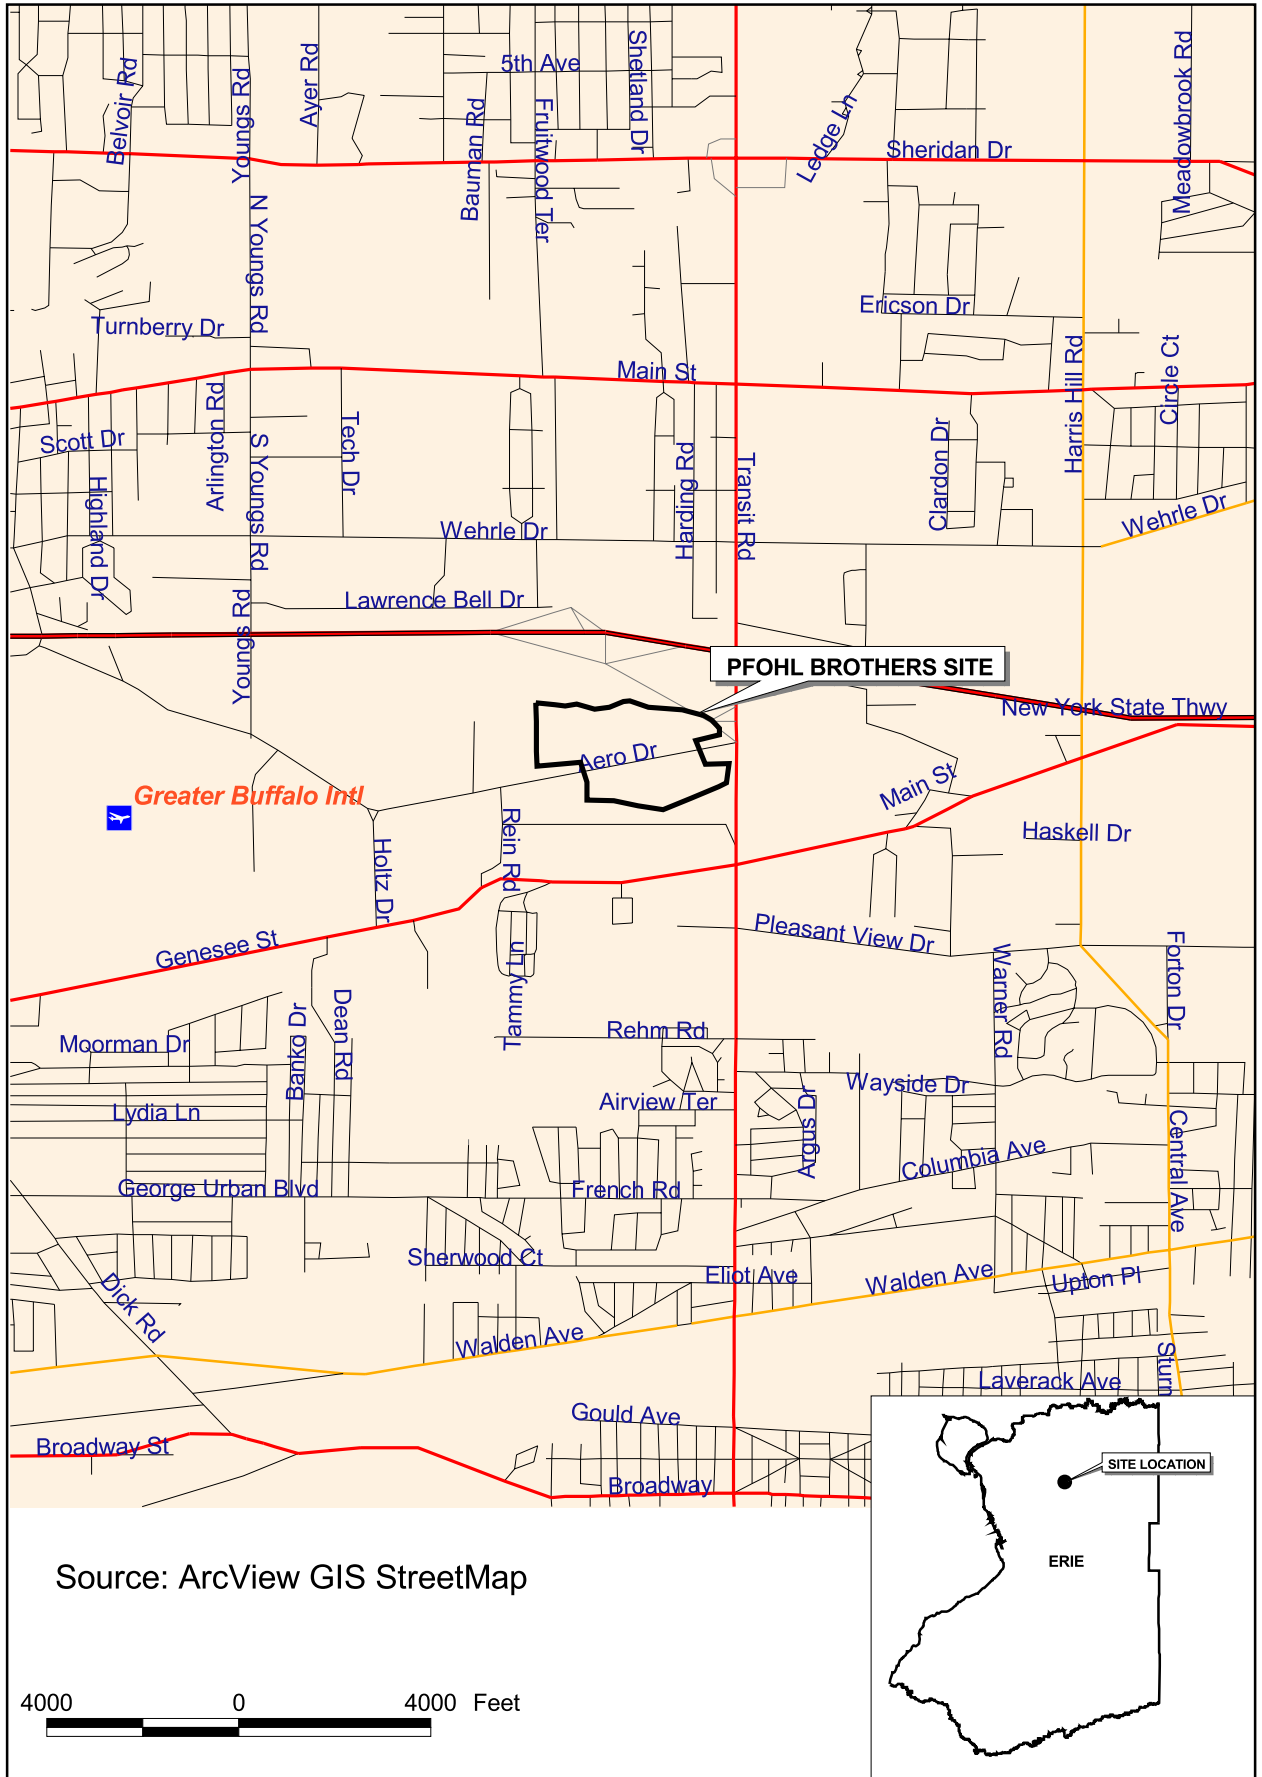 5th Ave
Shetland Dr
Belvoir Rd
Youngs Rd
Ayer Rd
Bauman Rd
Fruitwood Ter
Ledge Ln
Sheridan Dr
Meadowbrook Rd
N Youngs Rd
Turnberry Dr
Ericson Dr
Main St
Harris Hill Rd
Circle Ct
Scott Dr
Arlington Rd
S Youngs Rd
Tech Dr
Harding Rd
Transit Rd
Clardon Dr
Highland Dr
Wehrle Dr
Wehrle Dr
Lawrence Bell Dr
Youngs Rd
PFOHL BROTHERS SITE
New York State Thwy
Aero Dr
Greater Buffalo Intl
Main St
Rein Rd
Haskell Dr
Holtz Dr
Genesee St
Pleasant View Dr
Tammy Ln
Warner Rd
Forton Dr
Moorman Dr
Banko Dr
Dean Rd
Rehm Rd
Lydia Ln
Airview Ter
Argus Dr
Wayside Dr
Columbia Ave
Central Ave
George Urban Blvd
French Rd
Sherwood Ct
Eliot Ave
Walden Ave
Upton Pl
Dick Rd
Walden Ave
Sturn
Laverack Ave
Gould Ave
Broadway St
Broadway
SITE LOCATION
ERIE
Source: ArcView GIS StreetMap
4000 0 4000 Feet